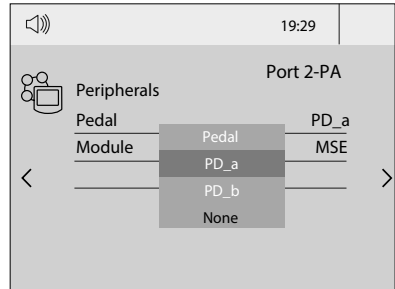 19:29
Port 2-PA
Peripherals
Pedal PD_a
Module MSE
Pedal
PD_a
PD_b
None